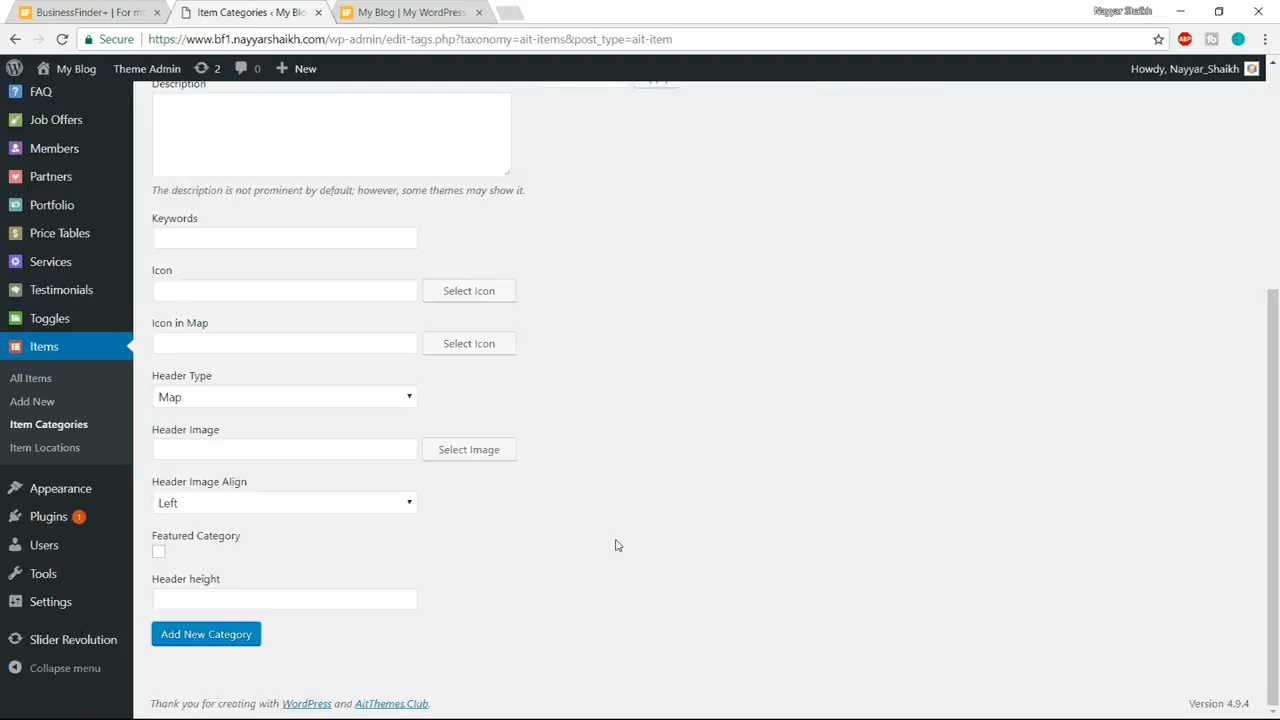 BusinessFinder+ | For mo
Item Categories ‹ My Blo
My Blog | My WordPress
Nayyar Shaikh
Secure
https://www.bf1.nayyarshaikh.com/wp-admin/edit-tags.php?taxonomy=ait-items&post_type=ait-item
My Blog
Theme Admin
2
0
New
Howdy, Nayyar_Shaikh
FAQ
Job Offers
Members
Partners
Portfolio
Price Tables
Services
Testimonials
Toggles
Items
All Items
Add New
Item Categories
Item Locations
Appearance
Plugins 1
Users
Tools
Settings
Slider Revolution
Collapse menu
Description
The description is not prominent by default; however, some themes may show it.
Keywords
Icon
Select Icon
Icon in Map
Select Icon
Header Type
Map
Header Image
Select Image
Header Image Align
Left
Featured Category
Header height
Add New Category
Thank you for creating with WordPress and AitThemes.Club.
Version 4.9.4